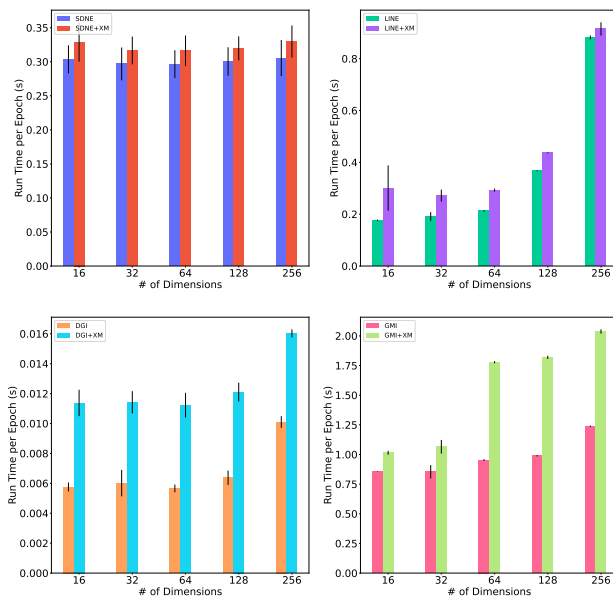 SDNE
SDNE+XM
Run Time per Epoch (s)
0.35
0.30
0.25
0.20
0.15
0.10
0.05
0.00
16 32 64 128 256
# of Dimensions
LINE
LINE+XM
Run Time per Epoch (s)
0.8
0.6
0.4
0.2
0.0
16 32 64 128 256
# of Dimensions
DGI
DGI+XM
Run Time per Epoch (s)
0.016
0.014
0.012
0.010
0.008
0.006
0.004
0.002
0.000
16 32 64 128 256
# of Dimensions
GMI
GMI+XM
Run Time per Epoch (s)
2.00
1.75
1.50
1.25
1.00
0.75
0.50
0.25
0.00
16 32 64 128 256
# of Dimensions